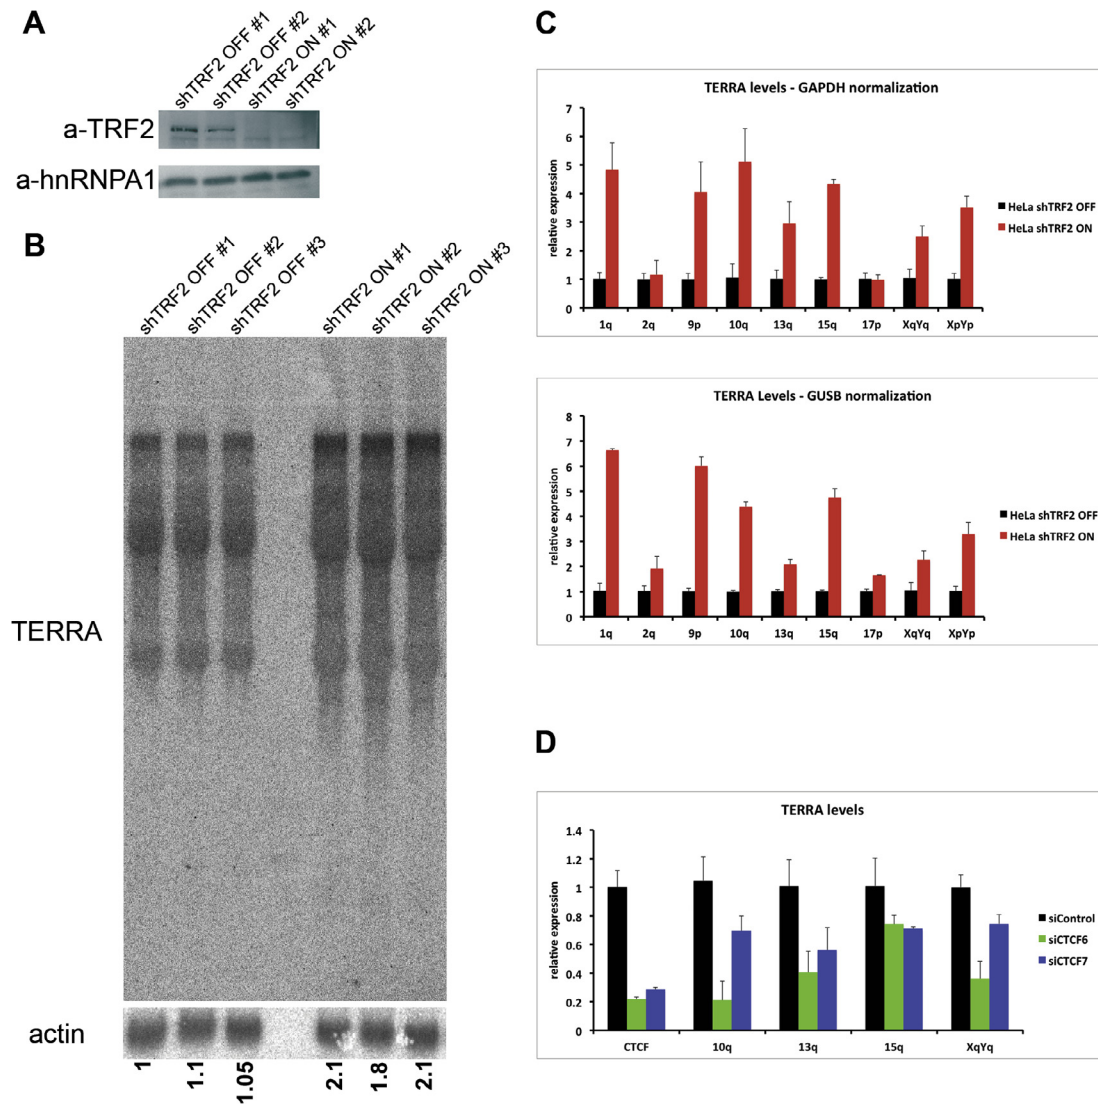 A
shTRF2 OFF #1
shTRF2 OFF #2
shTRF2 ON #1
shTRF2 ON #2
a-TRF2
a-hnRNPA1
B
shTRF2 OFF #1
shTRF2 OFF #2
shTRF2 OFF #3
shTRF2 ON #1
shTRF2 ON #2
shTRF2 ON #3
TERRA
actin
1
1.1
1.05
2.1
1.8
2.1
C
TERRA levels - GAPDH normalization
relative expression
7
6
5
4
3
2
1
0
1q 2q 9p 10q 13q 15q 17p XqYq XpYp
HeLa shTRF2 OFF
HeLa shTRF2 ON
TERRA Levels - GUSB normalization
relative expression
8
7
6
5
4
3
2
1
0
1q 2q 9p 10q 13q 15q 17p XqYq XpYp
HeLa shTRF2 OFF
HeLa shTRF2 ON
D
TERRA levels
relative expression
1.4
1.2
1
0.8
0.6
0.4
0.2
0
CTCF 10q 13q 15q XqYq
siControl
siCTCF6
siCTCF7